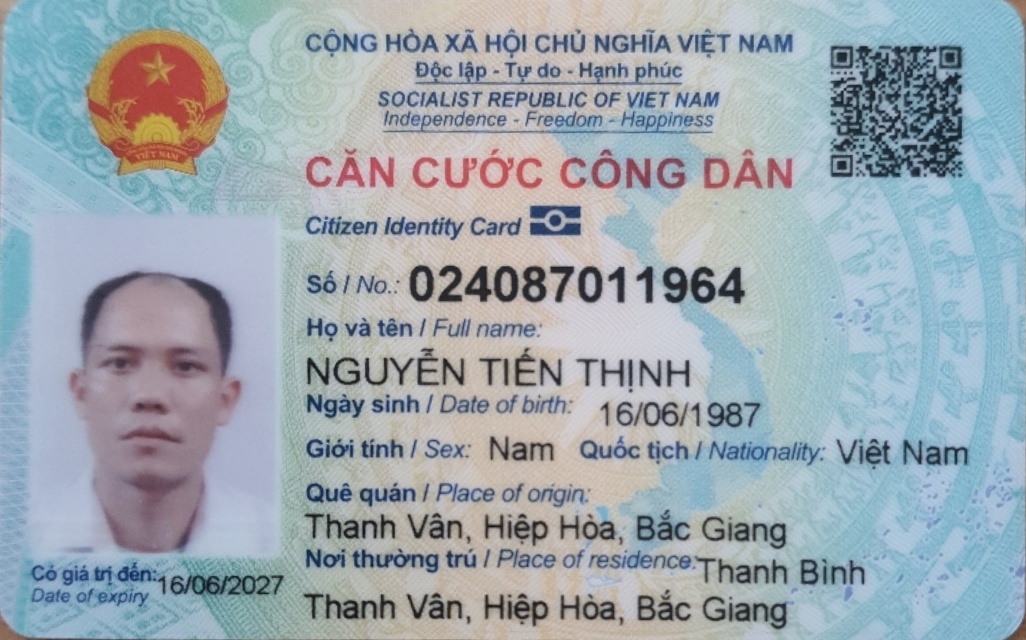 CỘNG HÒA XÃ HỘI CHỦ NGHĨA VIỆT NAM
Độc lập - Tự do - Hạnh phúc
SOCIALIST REPUBLIC OF VIET NAM
Independence - Freedom - Happiness
CĂN CƯỚC CÔNG DÂN
Citizen Identity Card
Số / No.: 024087011964
Họ và tên / Full name:
NGUYỄN TIẾN THỊNH
Ngày sinh / Date of birth: 16/06/1987
Giới tính / Sex: Nam Quốc tịch / Nationality: Việt Nam
Quê quán / Place of origin:
Thanh Vân, Hiệp Hòa, Bắc Giang
Nơi thường trú / Place of residence: Thanh Bình
Thanh Vân, Hiệp Hòa, Bắc Giang
Có giá trị đến: 16/06/2027
Date of expiry
VIỆT NAM